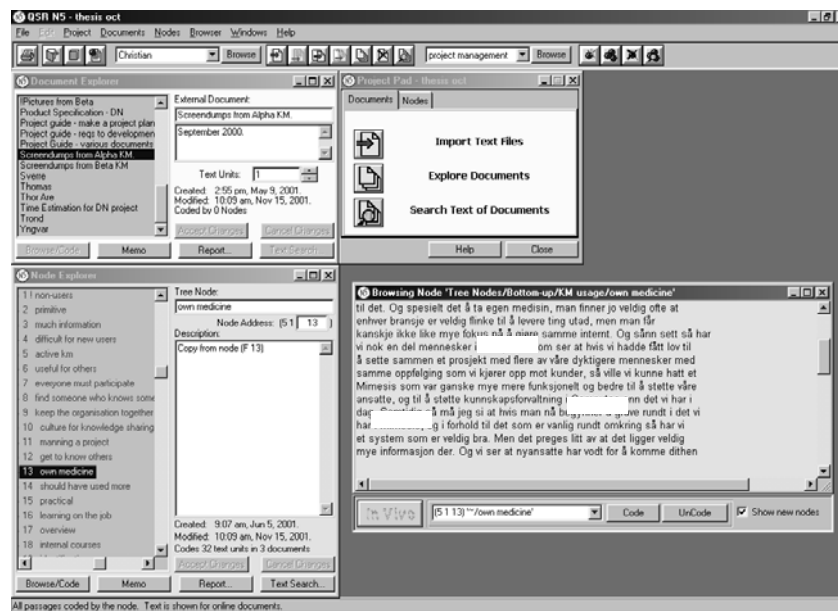 QSR N5 - thesis oct
File Edit Project Documents Nodes Browser Windows Help
Christian Browse project management Browse
Document Explorer
!Pictures from Beta
Product Specification - DN
Project guide - make a project plan
Project guide - reqs to developmen
Project Guide - various documents
Screendumps from Alpha KM.
Screendumps from Beta KM
Sverre
Thomas
Thor Are
Time Estimation for DN project
Trond
Yngvar
External Document:
Screendumps from Alpha KM.
September 2000.
Text Units: 1
Created: 2:55 pm, May 9, 2001.
Modified: 10:09 am, Nov 15, 2001.
Coded by 0 Nodes
Accept Changes Cancel Changes
Browse/Code Memo Report... Text Search...
Project Pad - thesis oct
Documents Nodes
Import Text Files
Explore Documents
Search Text of Documents
Help Close
Node Explorer
1 ! non-users
2 primitive
3 much information
4 difficult for new users
5 active km
6 useful for others
7 everyone must participate
8 find someone who knows some
9 keep the organisation together
10 culture for knowledge sharing
11 manning a project
12 get to know others
13 own medicine
14 should have used more
15 practical
16 learning on the job
17 overview
18 internal courses
Tree Node:
own medicine
Node Address: (5 1 13 )
Description:
Copy from node (F 13)
Created: 9:07 am, Jun 5, 2001.
Modified: 10:09 am, Nov 15, 2001.
Codes 32 text units in 3 documents
Accept Changes Cancel Changes
Browse/Code Memo Report... Text Search...
Browsing Node 'Tree Nodes/Bottom-up/KM usage/own medicine'
til det. Og spesielt det å ta egen medisin, man finner jo veldig ofte at
enhver bransje er veldig flinke til å levere ting utad, men man får
kanskje ikke like mye fokus på å gjøre samme internt. Og sånn sett så har
vi nok en del mennesker i om ser at hvis vi hadde fått lov til
å sette sammen et prosjekt med flere av våre dyktigere mennesker med
samme oppfølging som vi kjører opp mot kunder, så ville vi kunne hatt et
Mimesis som var ganske mye mere funksjonelt og bedre til å støtte våre
ansatte, og til å støtte kunnskapsforvaltning i enn det vi har i
dag. Samtidig så må jeg si at hvis man nå begynner å grave rundt i det vi
har i forhold til det som er vanlig rundt omkring så har vi
et system som er veldig bra. Men det preges litt av at det ligger veldig
mye informasjon der. Og vi ser at nyansatte har vodt for å komme dithen
In Vivo (5 1 13) '~/own medicine' Code UnCode Show new nodes
All passages coded by the node. Text is shown for online documents.